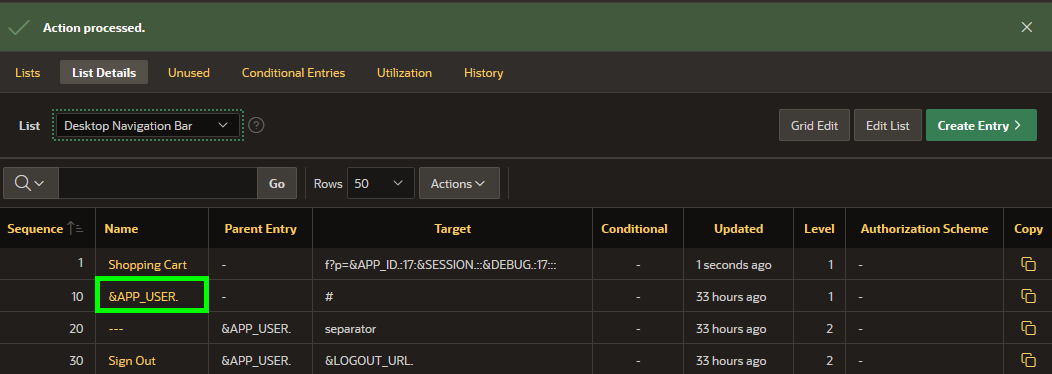 Action processed.
Lists List Details Unused Conditional Entries Utilization History
List Desktop Navigation Bar ? Grid Edit Edit List Create Entry
Go Rows 50 Actions
Sequence Name Parent Entry Target Conditional Updated Level Authorization Scheme Copy
1 Shopping Cart - f?p=&APP_ID.:17:&SESSION.::&DEBUG.:17::: - 1 seconds ago 1 -
10 &APP_USER. - # - 33 hours ago 1 -
20 --- &APP_USER. separator - 33 hours ago 2 -
30 Sign Out &APP_USER. &LOGOUT_URL. - 33 hours ago 2 -